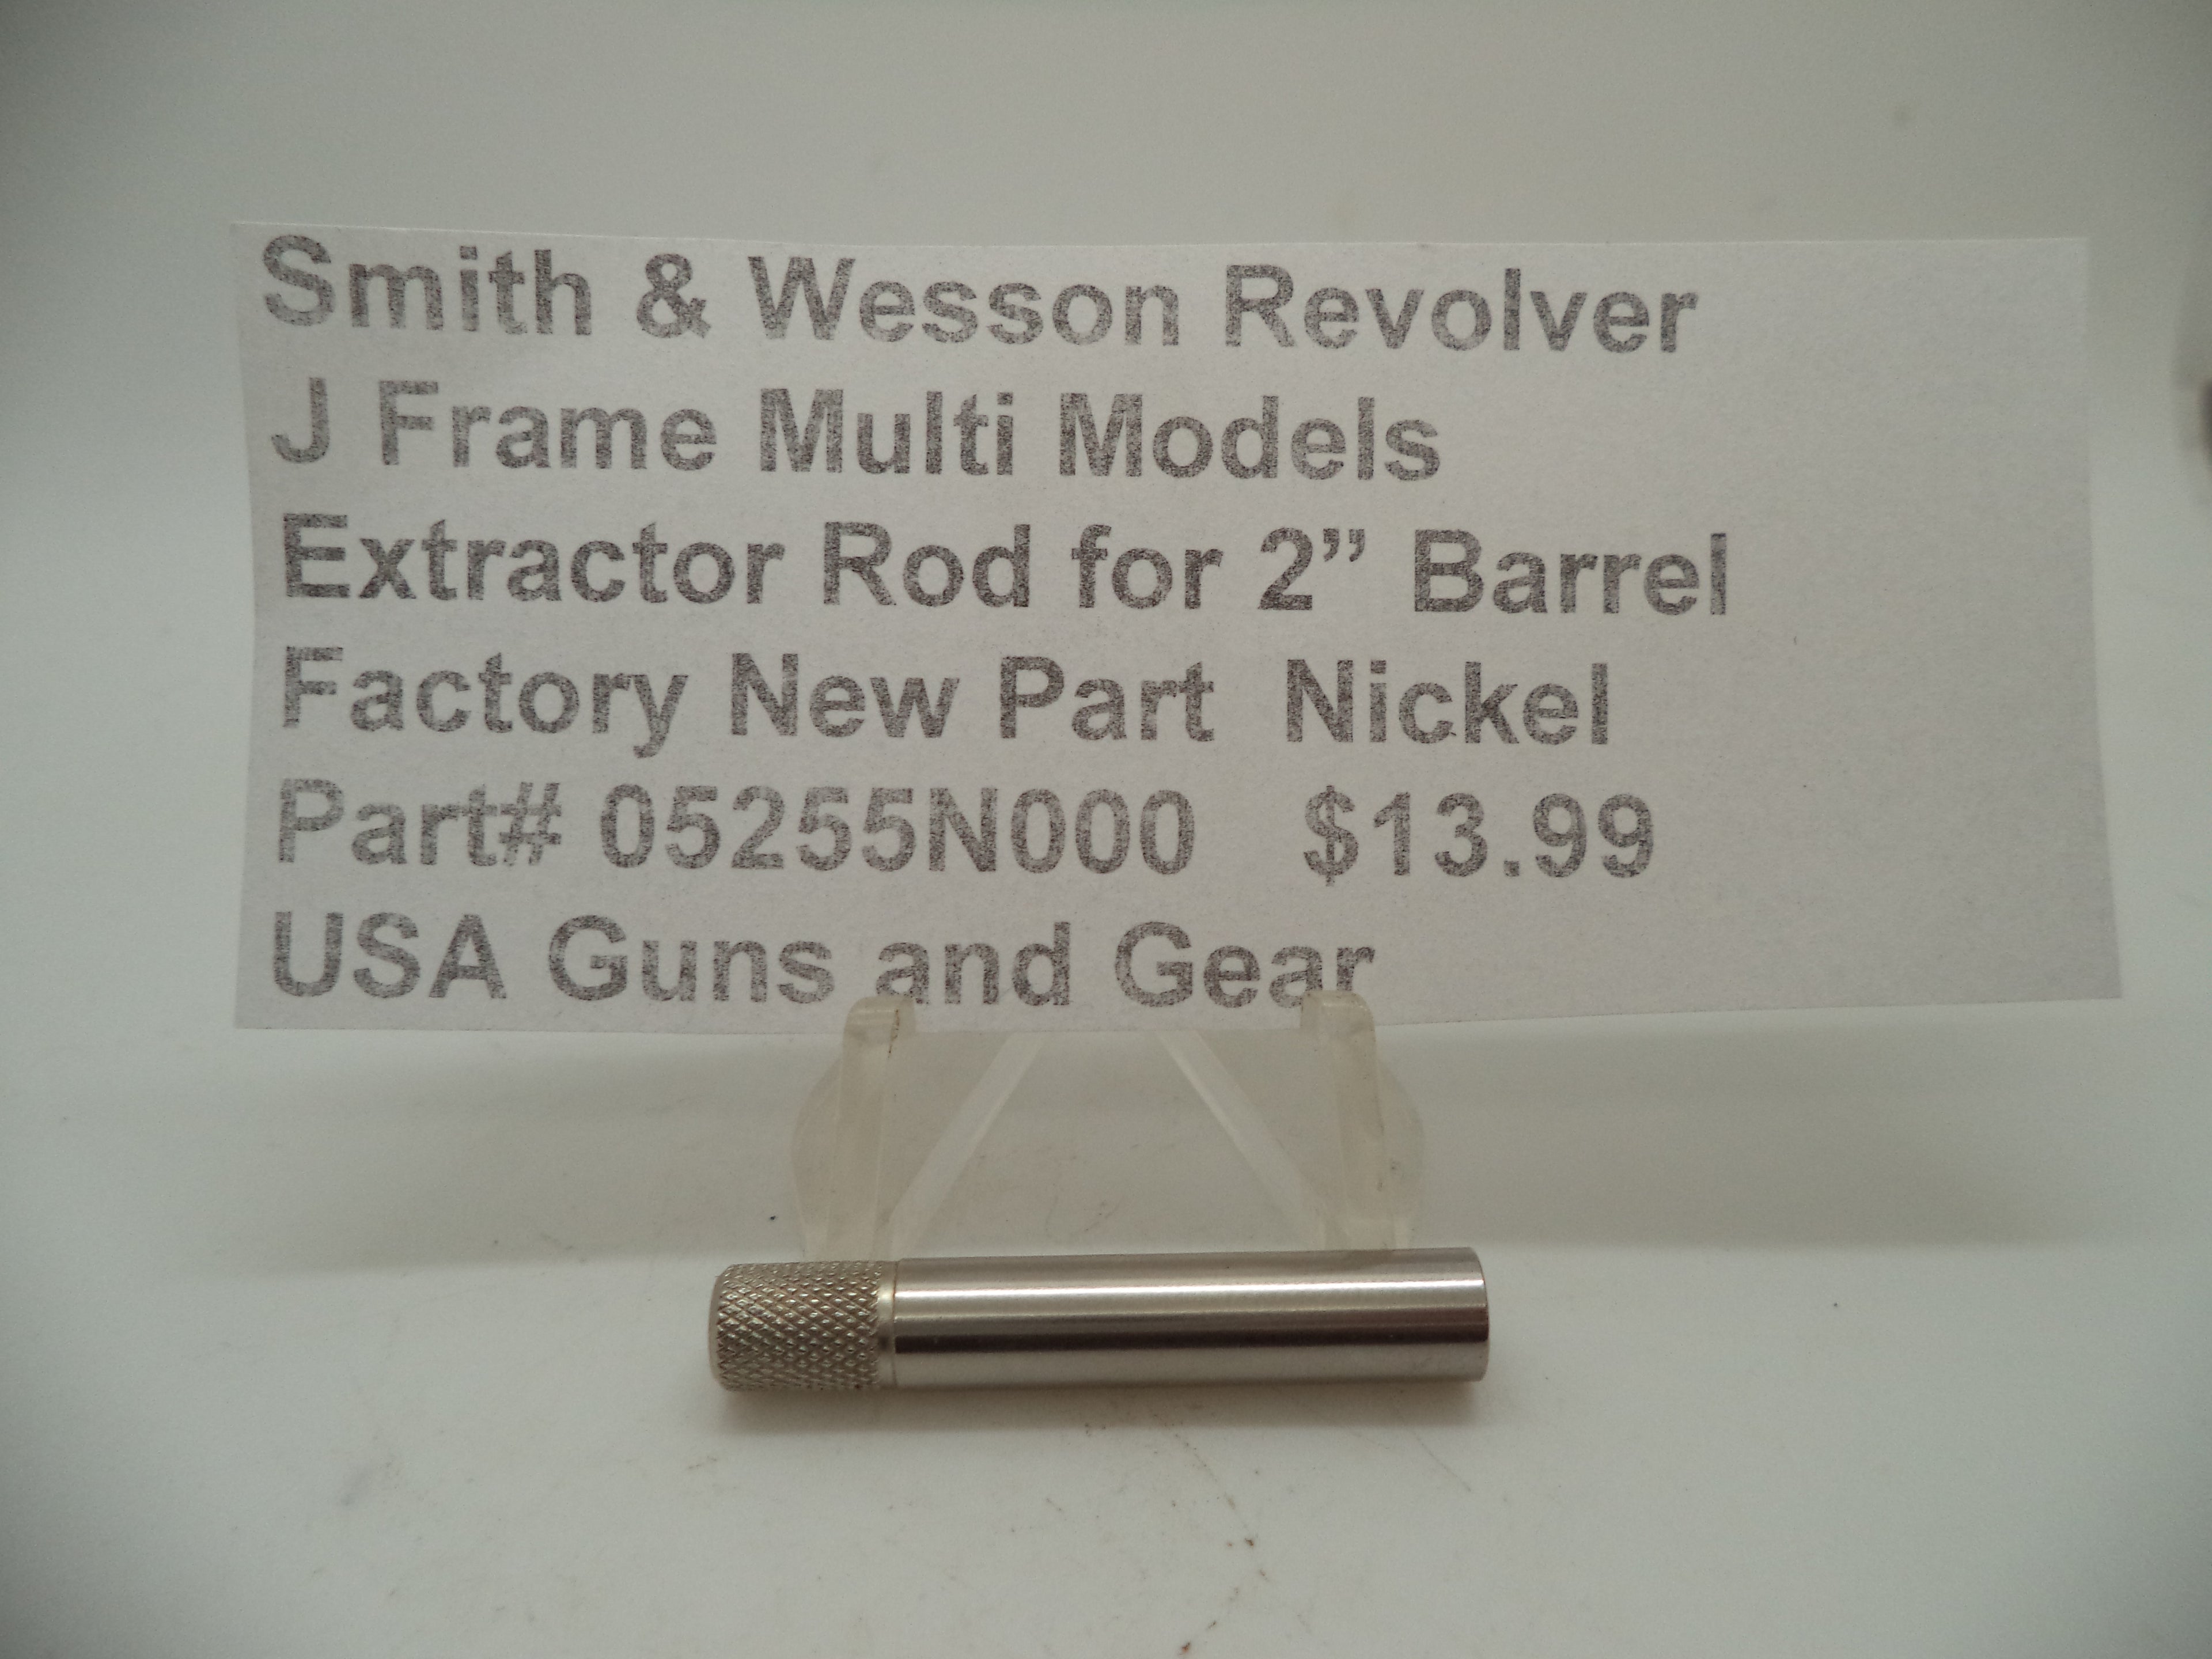 Smith & Wesson Revolver
J Frame Multi Models
Extractor Rod for 2” Barrel
Factory New Part  Nickel
Part# 05255N000   $13.99
USA Guns and Gear